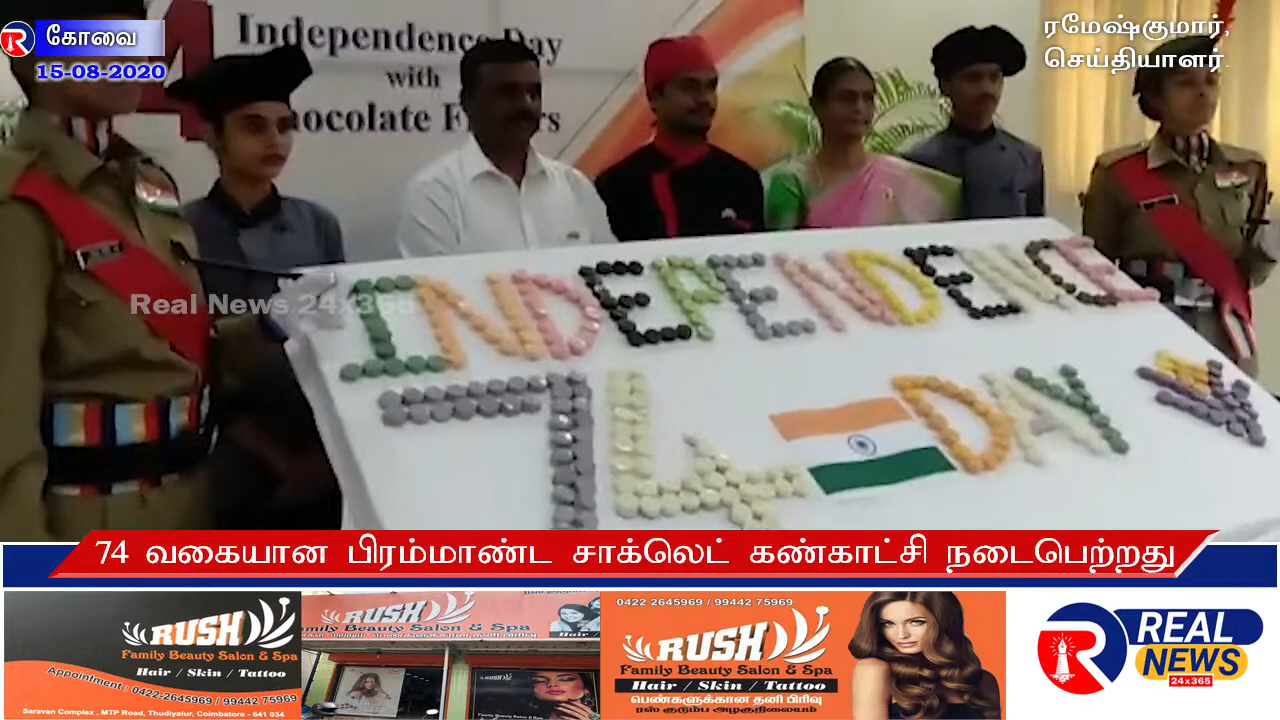 கோவை
15-08-2020
ரமேஷ்குமார்,
செய்தியாளர்.
Independence Day
with
Real News 24x365
INDEPENDENCE
74 DAY
74 வகையான பிரம்மாண்ட சாக்லெட் கண்காட்சி நடைபெற்றது
RUSH
Family Beauty Salon & Spa
Hair / Skin / Tattoo
Appointment : 0422-2645969 / 99442 75969
Saravan Complex , MTP Road, Thudiyalur, Coimbatore - 641 034
RUSH
Family Beauty Salon & Spa
0422 2645969 / 99442 75969
RUSH
Family Beauty Salon & Spa
Hair / Skin / Tattoo
பெண்களுக்கான தனி பிரிவு
ரஸ் குடும்ப அழகுநிலையம்
REAL
NEWS
24x365